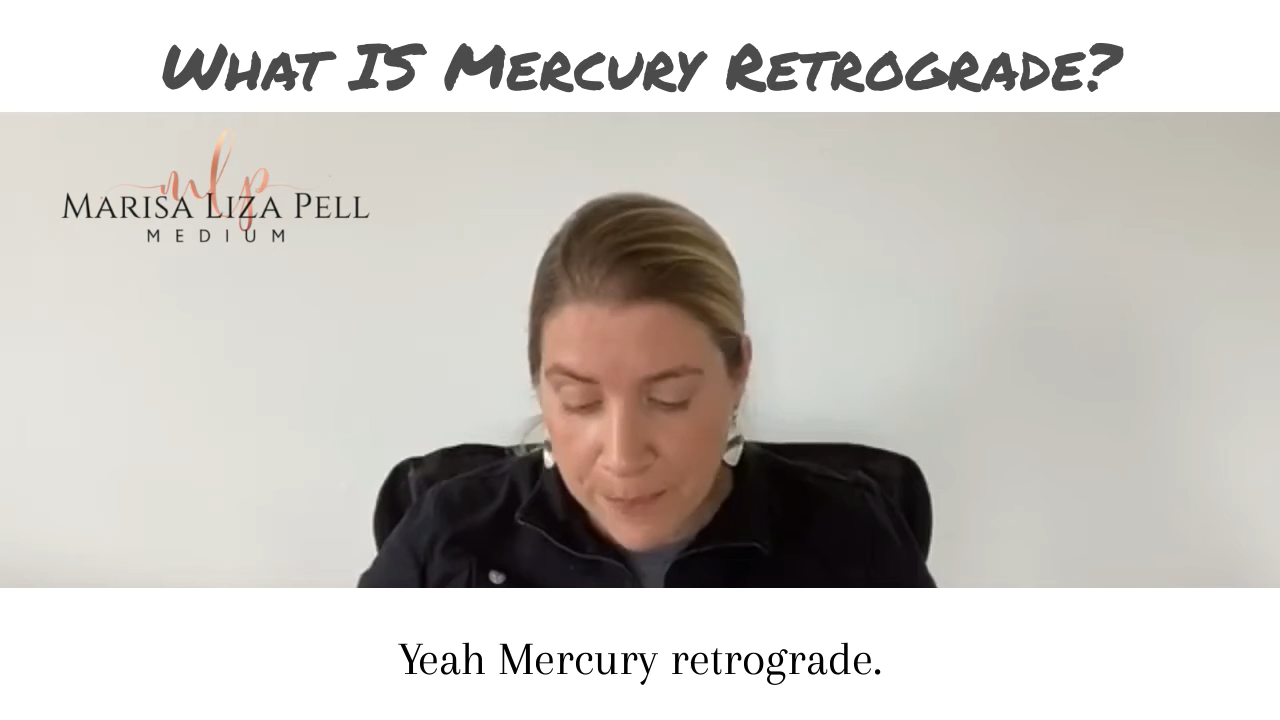 What IS Mercury Retrograde?
mlp
Marisa Liza Pell
MEDIUM
Yeah Mercury retrograde.